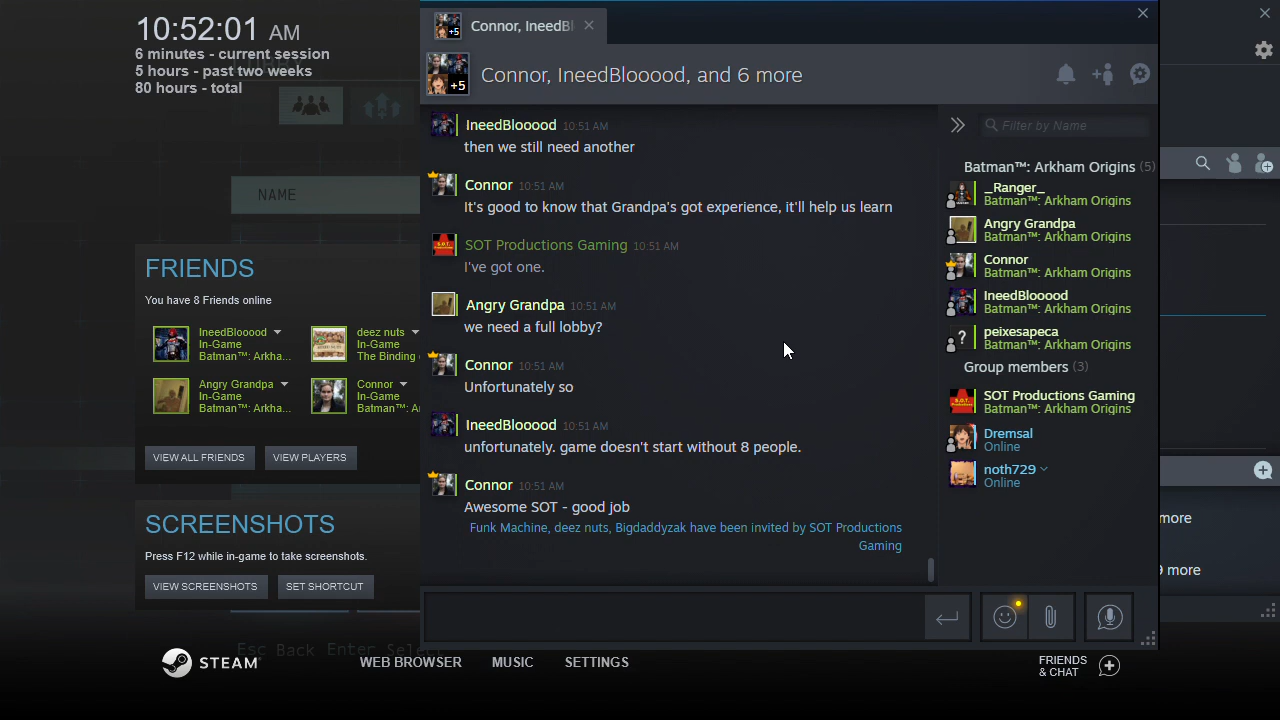 10:52:01 AM
6 minutes - current session
5 hours - past two weeks
80 hours - total
NAME
FRIENDS
You have 8 Friends online
IneedBlooood
In-Game
Batman™: Arkha...
deez nuts
In-Game
The Binding
Angry Grandpa
In-Game
Batman™: Arkha...
Connor
In-Game
Batman™: A
VIEW ALL FRIENDS
VIEW PLAYERS
SCREENSHOTS
Press F12 while in-game to take screenshots.
VIEW SCREENSHOTS
SET SHORTCUT
Esc Back Enter Select
STEAM
WEB BROWSER
MUSIC
SETTINGS
FRIENDS
& CHAT
+5
Connor, IneedBl
+5
Connor, IneedBlooood, and 6 more
IneedBlooood 10:51 AM
then we still need another
Connor 10:51 AM
It's good to know that Grandpa's got experience, it'll help us learn
SOT Productions Gaming 10:51 AM
I've got one.
Angry Grandpa 10:51 AM
we need a full lobby?
Connor 10:51 AM
Unfortunately so
IneedBlooood 10:51 AM
unfortunately. game doesn't start without 8 people.
Connor 10:51 AM
Awesome SOT - good job
Funk Machine, deez nuts, Bigdaddyzak have been invited by SOT Productions
Gaming
Filter by Name
Batman™: Arkham Origins (5)
_Ranger_
Batman™: Arkham Origins
Angry Grandpa
Batman™: Arkham Origins
Connor
Batman™: Arkham Origins
IneedBlooood
Batman™: Arkham Origins
?
peixesapeca
Batman™: Arkham Origins
Group members (3)
SOT Productions Gaming
Batman™: Arkham Origins
Dremsal
Online
noth729
Online
more
9 more